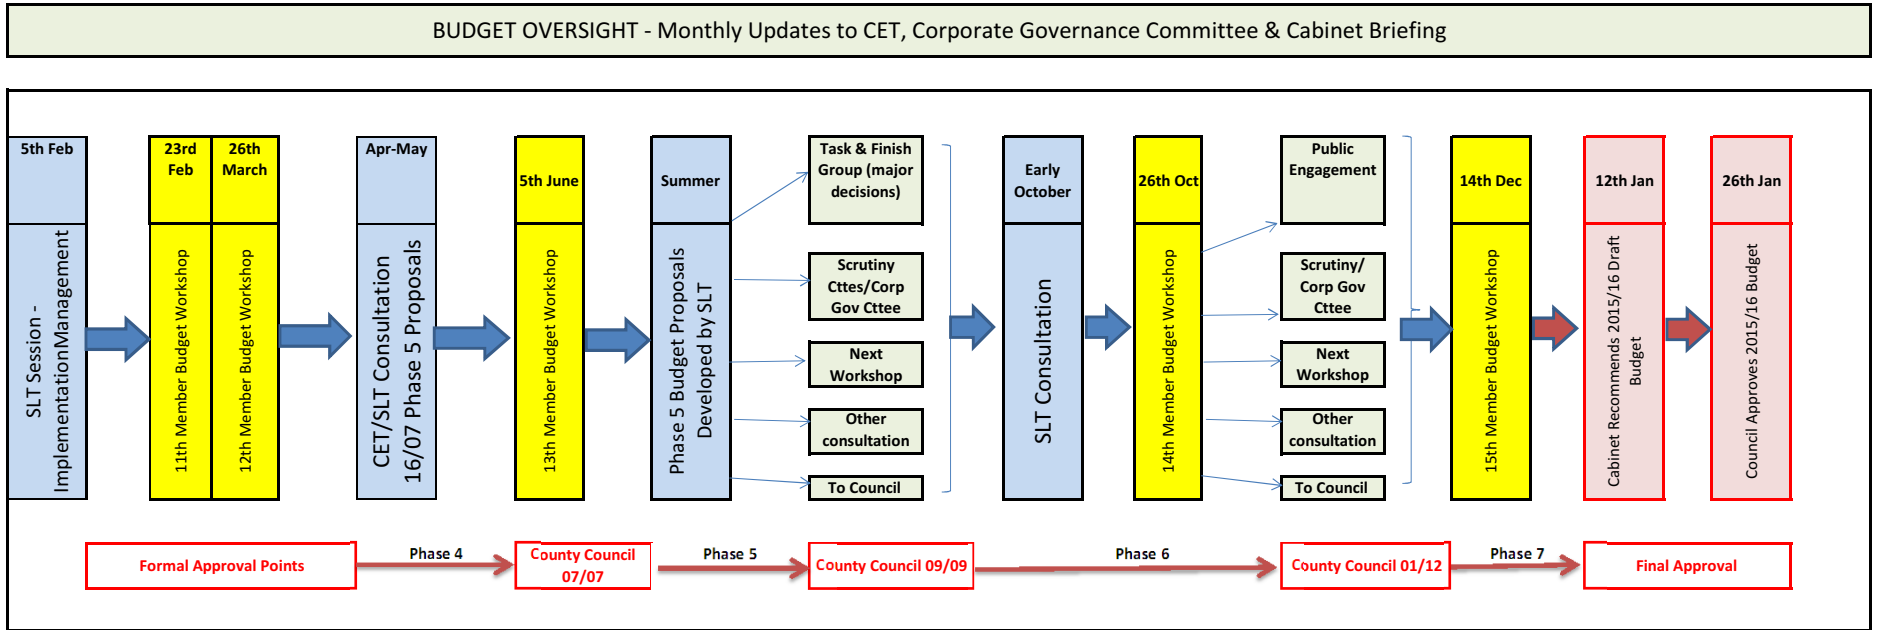 BUDGET OVERSIGHT - Monthly Updates to CET, Corporate Governance Committee & Cabinet Briefing
5th Feb
SLT Session -
ImplementationManagement
23rd
Feb
11th Member Budget Workshop
26th
March
12th Member Budget Workshop
Apr-May
CET/SLT Consultation
16/07 Phase 5 Proposals
5th June
13th Member Budget Workshop
Summer
Phase 5 Budget Proposals
Developed by SLT
Task & Finish
Group (major
decisions)
Scrutiny
Cttes/Corp
Gov Cttee
Next
Workshop
Other
consultation
To Council
Early
October
SLT Consultation
26th Oct
14th Member Budget Workshop
Public
Engagement
Scrutiny/
Corp Gov
Cttee
Next
Workshop
Other
consultation
To Council
14th Dec
15th Member Budget Workshop
12th Jan
Cabinet Recommends 2015/16 Draft
Budget
26th Jan
Council Approves 2015/16 Budget
Formal Approval Points
Phase 4
County Council
07/07
Phase 5
County Council 09/09
Phase 6
County Council 01/12
Phase 7
Final Approval